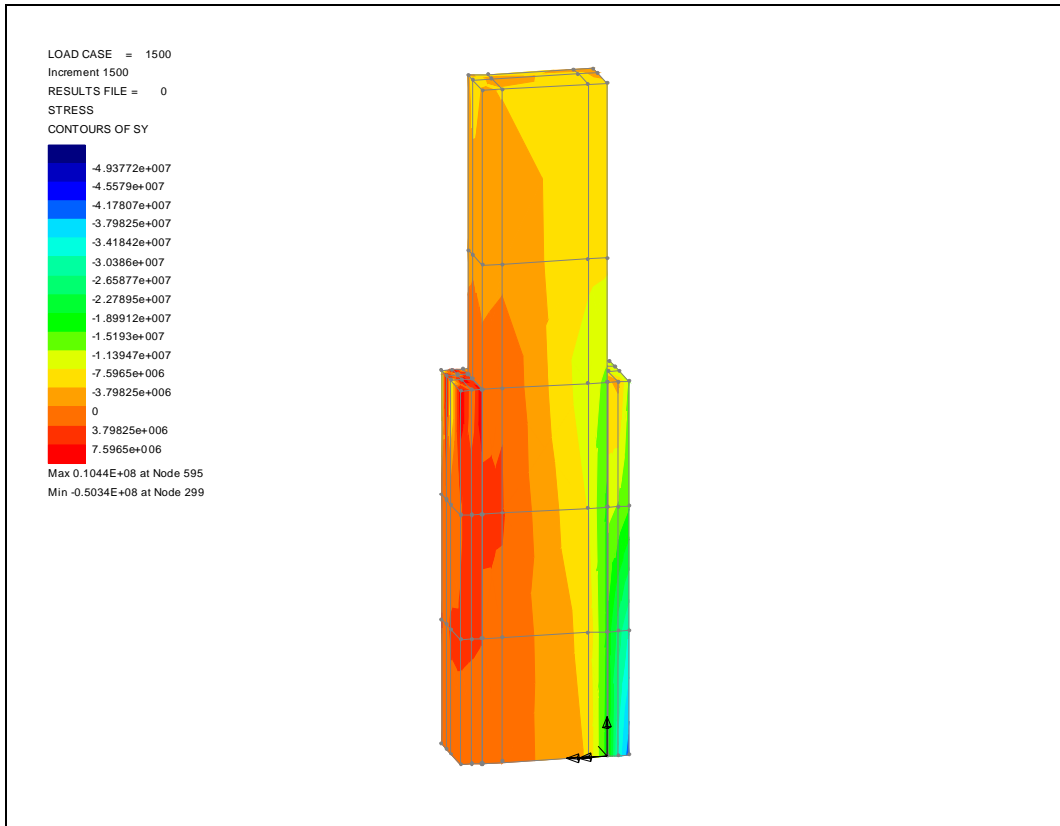 LOAD CASE = 1500
Increment 1500
RESULTS FILE = 0
STRESS
CONTOURS OF SY
-4.93772e+007
-4.5579e+007
-4.17807e+007
-3.79825e+007
-3.41842e+007
-3.0386e+007
-2.65877e+007
-2.27895e+007
-1.89912e+007
-1.5193e+007
-1.13947e+007
-7.5965e+006
-3.79825e+006
0
3.79825e+006
7.5965e+006
Max 0.1044E+08 at Node 595
Min -0.5034E+08 at Node 299